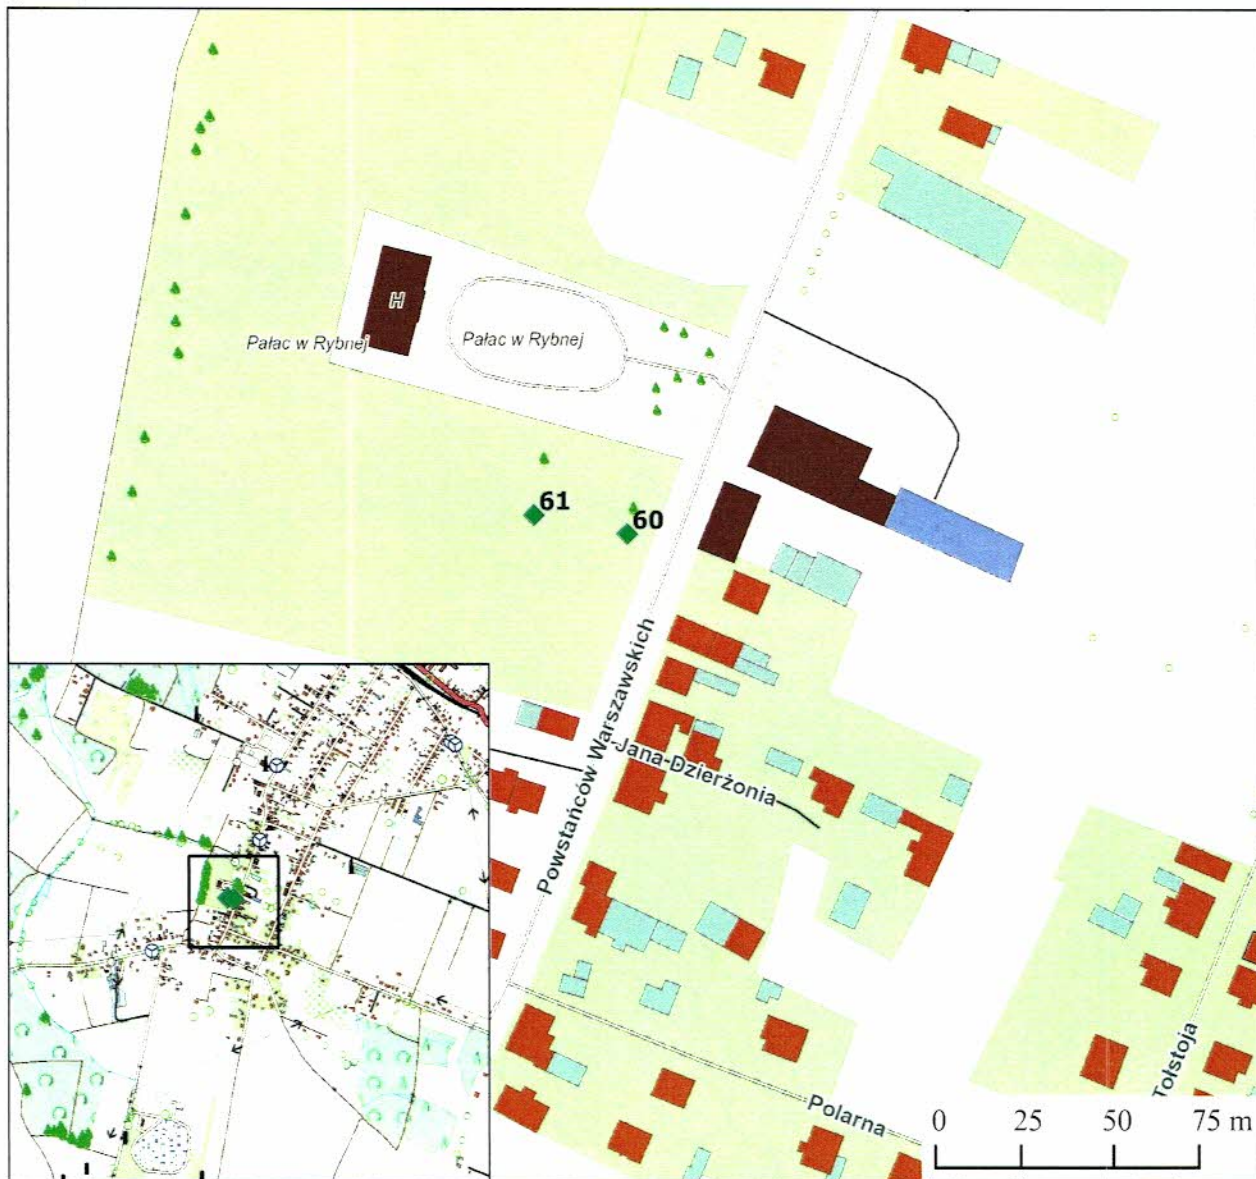 H
Pałac w Rybnej
Pałac w Rybnej
61
60
Powstańców Warszawskich
Jana Dzierżonia
Polarna
Tołstoja
0 25 50 75 m